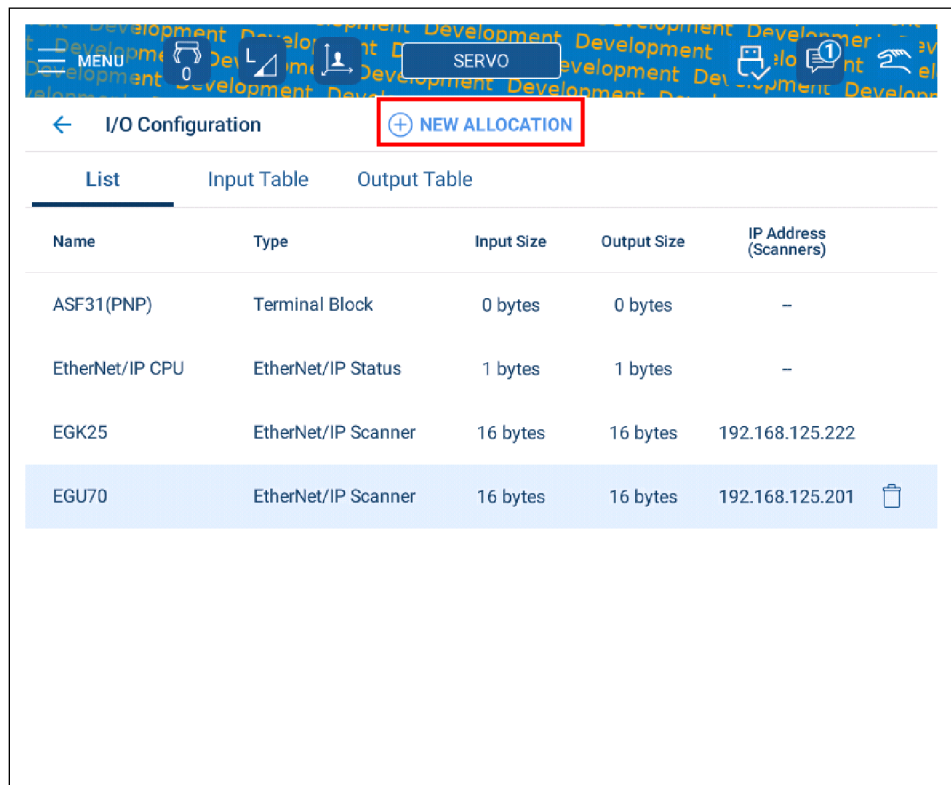 MENU
0
SERVO
1
I/O Configuration
NEW ALLOCATION
List Input Table Output Table
Name Type Input Size Output Size IP Address
(Scanners)
ASF31(PNP) Terminal Block 0 bytes 0 bytes –
EtherNet/IP CPU EtherNet/IP Status 1 bytes 1 bytes –
EGK25 EtherNet/IP Scanner 16 bytes 16 bytes 192.168.125.222
EGU70 EtherNet/IP Scanner 16 bytes 16 bytes 192.168.125.201